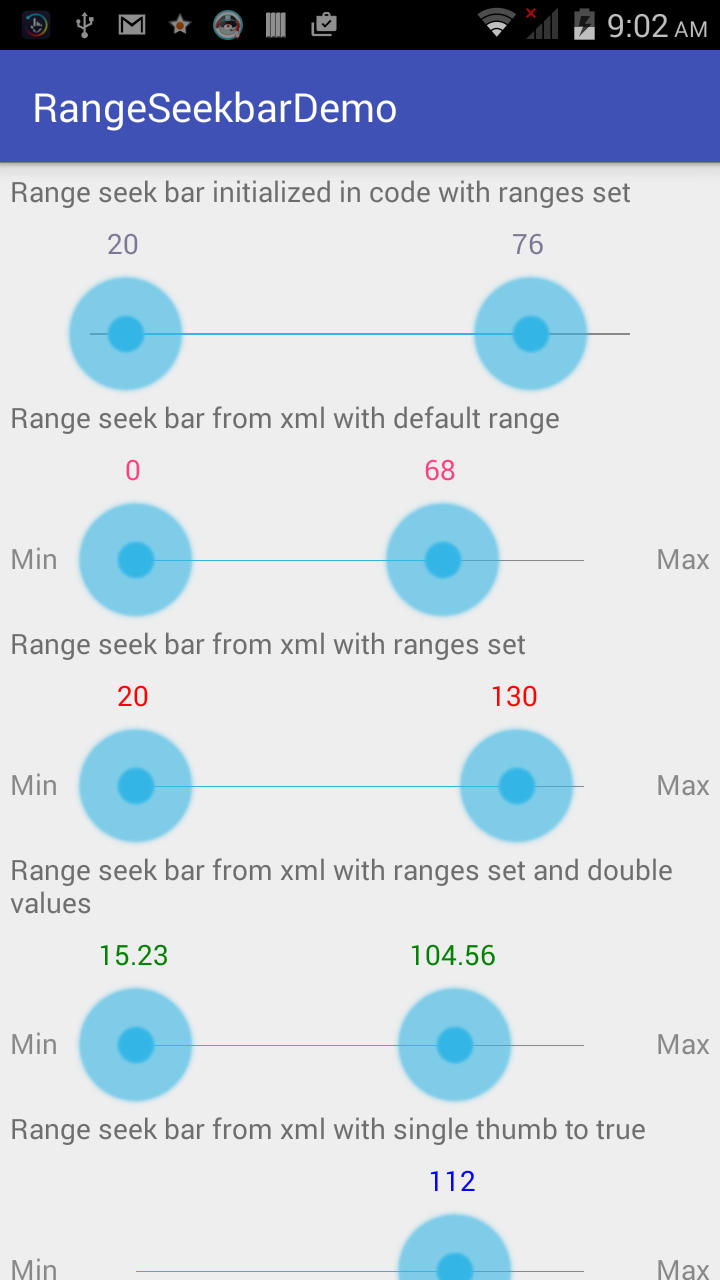 9:02 AM
RangeSeekbarDemo
Range seek bar initialized in code with ranges set
20 76
Range seek bar from xml with default range
0 68
Min Max
Range seek bar from xml with ranges set
20 130
Min Max
Range seek bar from xml with ranges set and double
values
15.23 104.56
Min Max
Range seek bar from xml with single thumb to true
112
Min Max